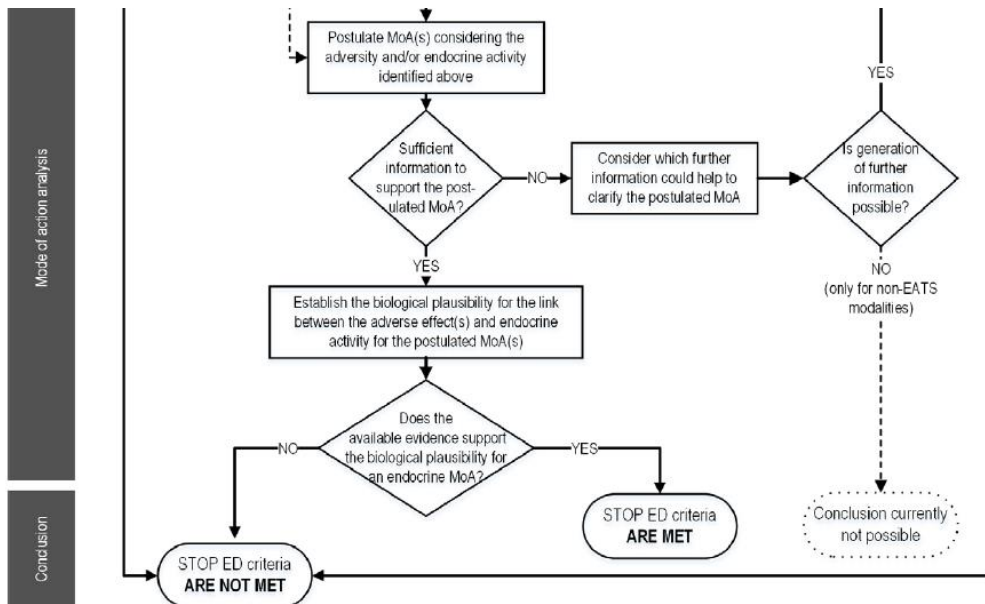 Mode of action analysis
Postulate MoA(s) considering the
adversity and/or endocrine activity
identified above
YES
Sufficient
information to
support the post-
ulated MoA?
NO
Consider which further
information could help to
clarify the postulated MoA
Is generation
of further
information
possible?
YES
NO
(only for non-EATS
modalities)
Establish the biological plausibility for the link
between the adverse effect(s) and endocrine
activity for the postulated MoA(s)
Does the
available evidence support
the biological plausibility for
an endocrine MoA?
NO
YES
Conclusion
STOP ED criteria
ARE NOT MET
STOP ED criteria
ARE MET
Conclusion currently
not possible